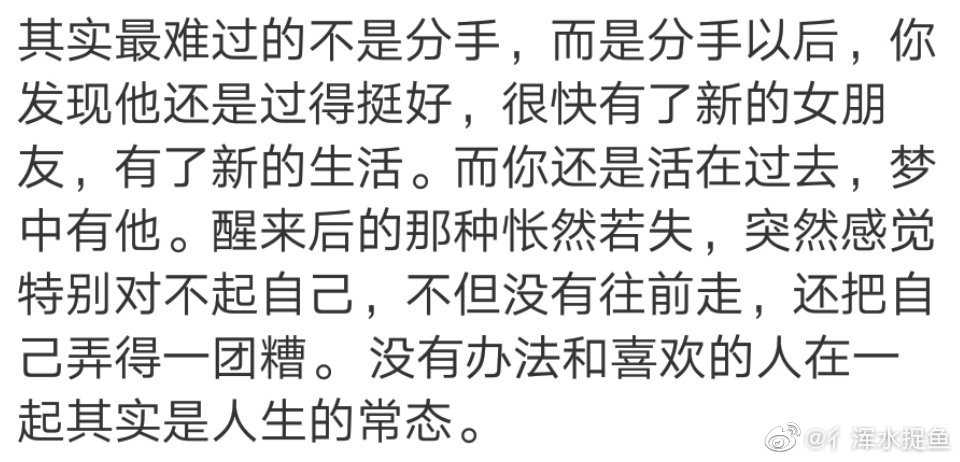 其实最难过的不是分手，而是分手以后，你
发现他还是过得挺好，很快有了新的女朋
友，有了新的生活。而你还是活在过去，梦
中有他。醒来后的那种怅然若失，突然感觉
特别对不起自己，不但没有往前走，还把自
己弄得一团糟。 没有办法和喜欢的人在一
起其实是人生的常态。
@亻浑水捉鱼